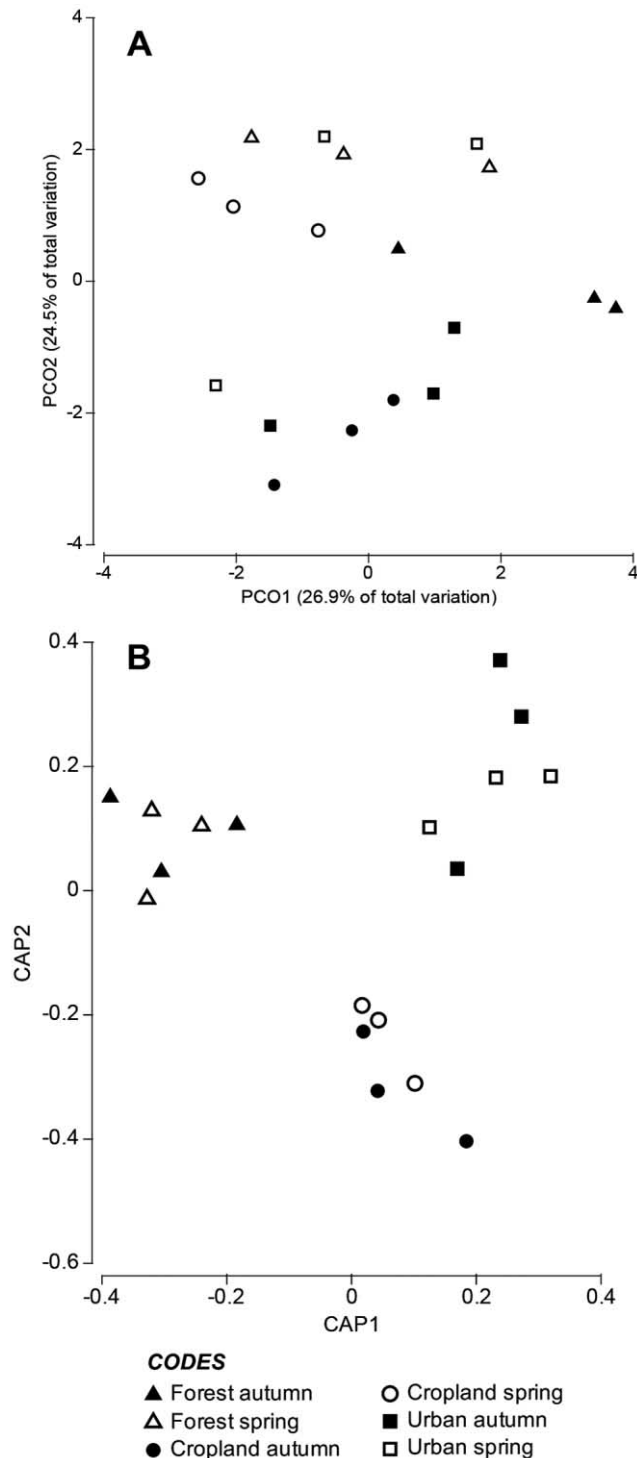 A
4
2
0
-2
-4
PCO2 (24.5% of total variation)
-4 -2 0 2 4
PCO1 (26.9% of total variation)
B
0.4
0.2
0
-0.2
-0.4
-0.6
CAP2
-0.4 -0.2 0 0.2 0.4
CAP1
CODES
Forest autumn
Forest spring
Cropland autumn
Cropland spring
Urban autumn
Urban spring